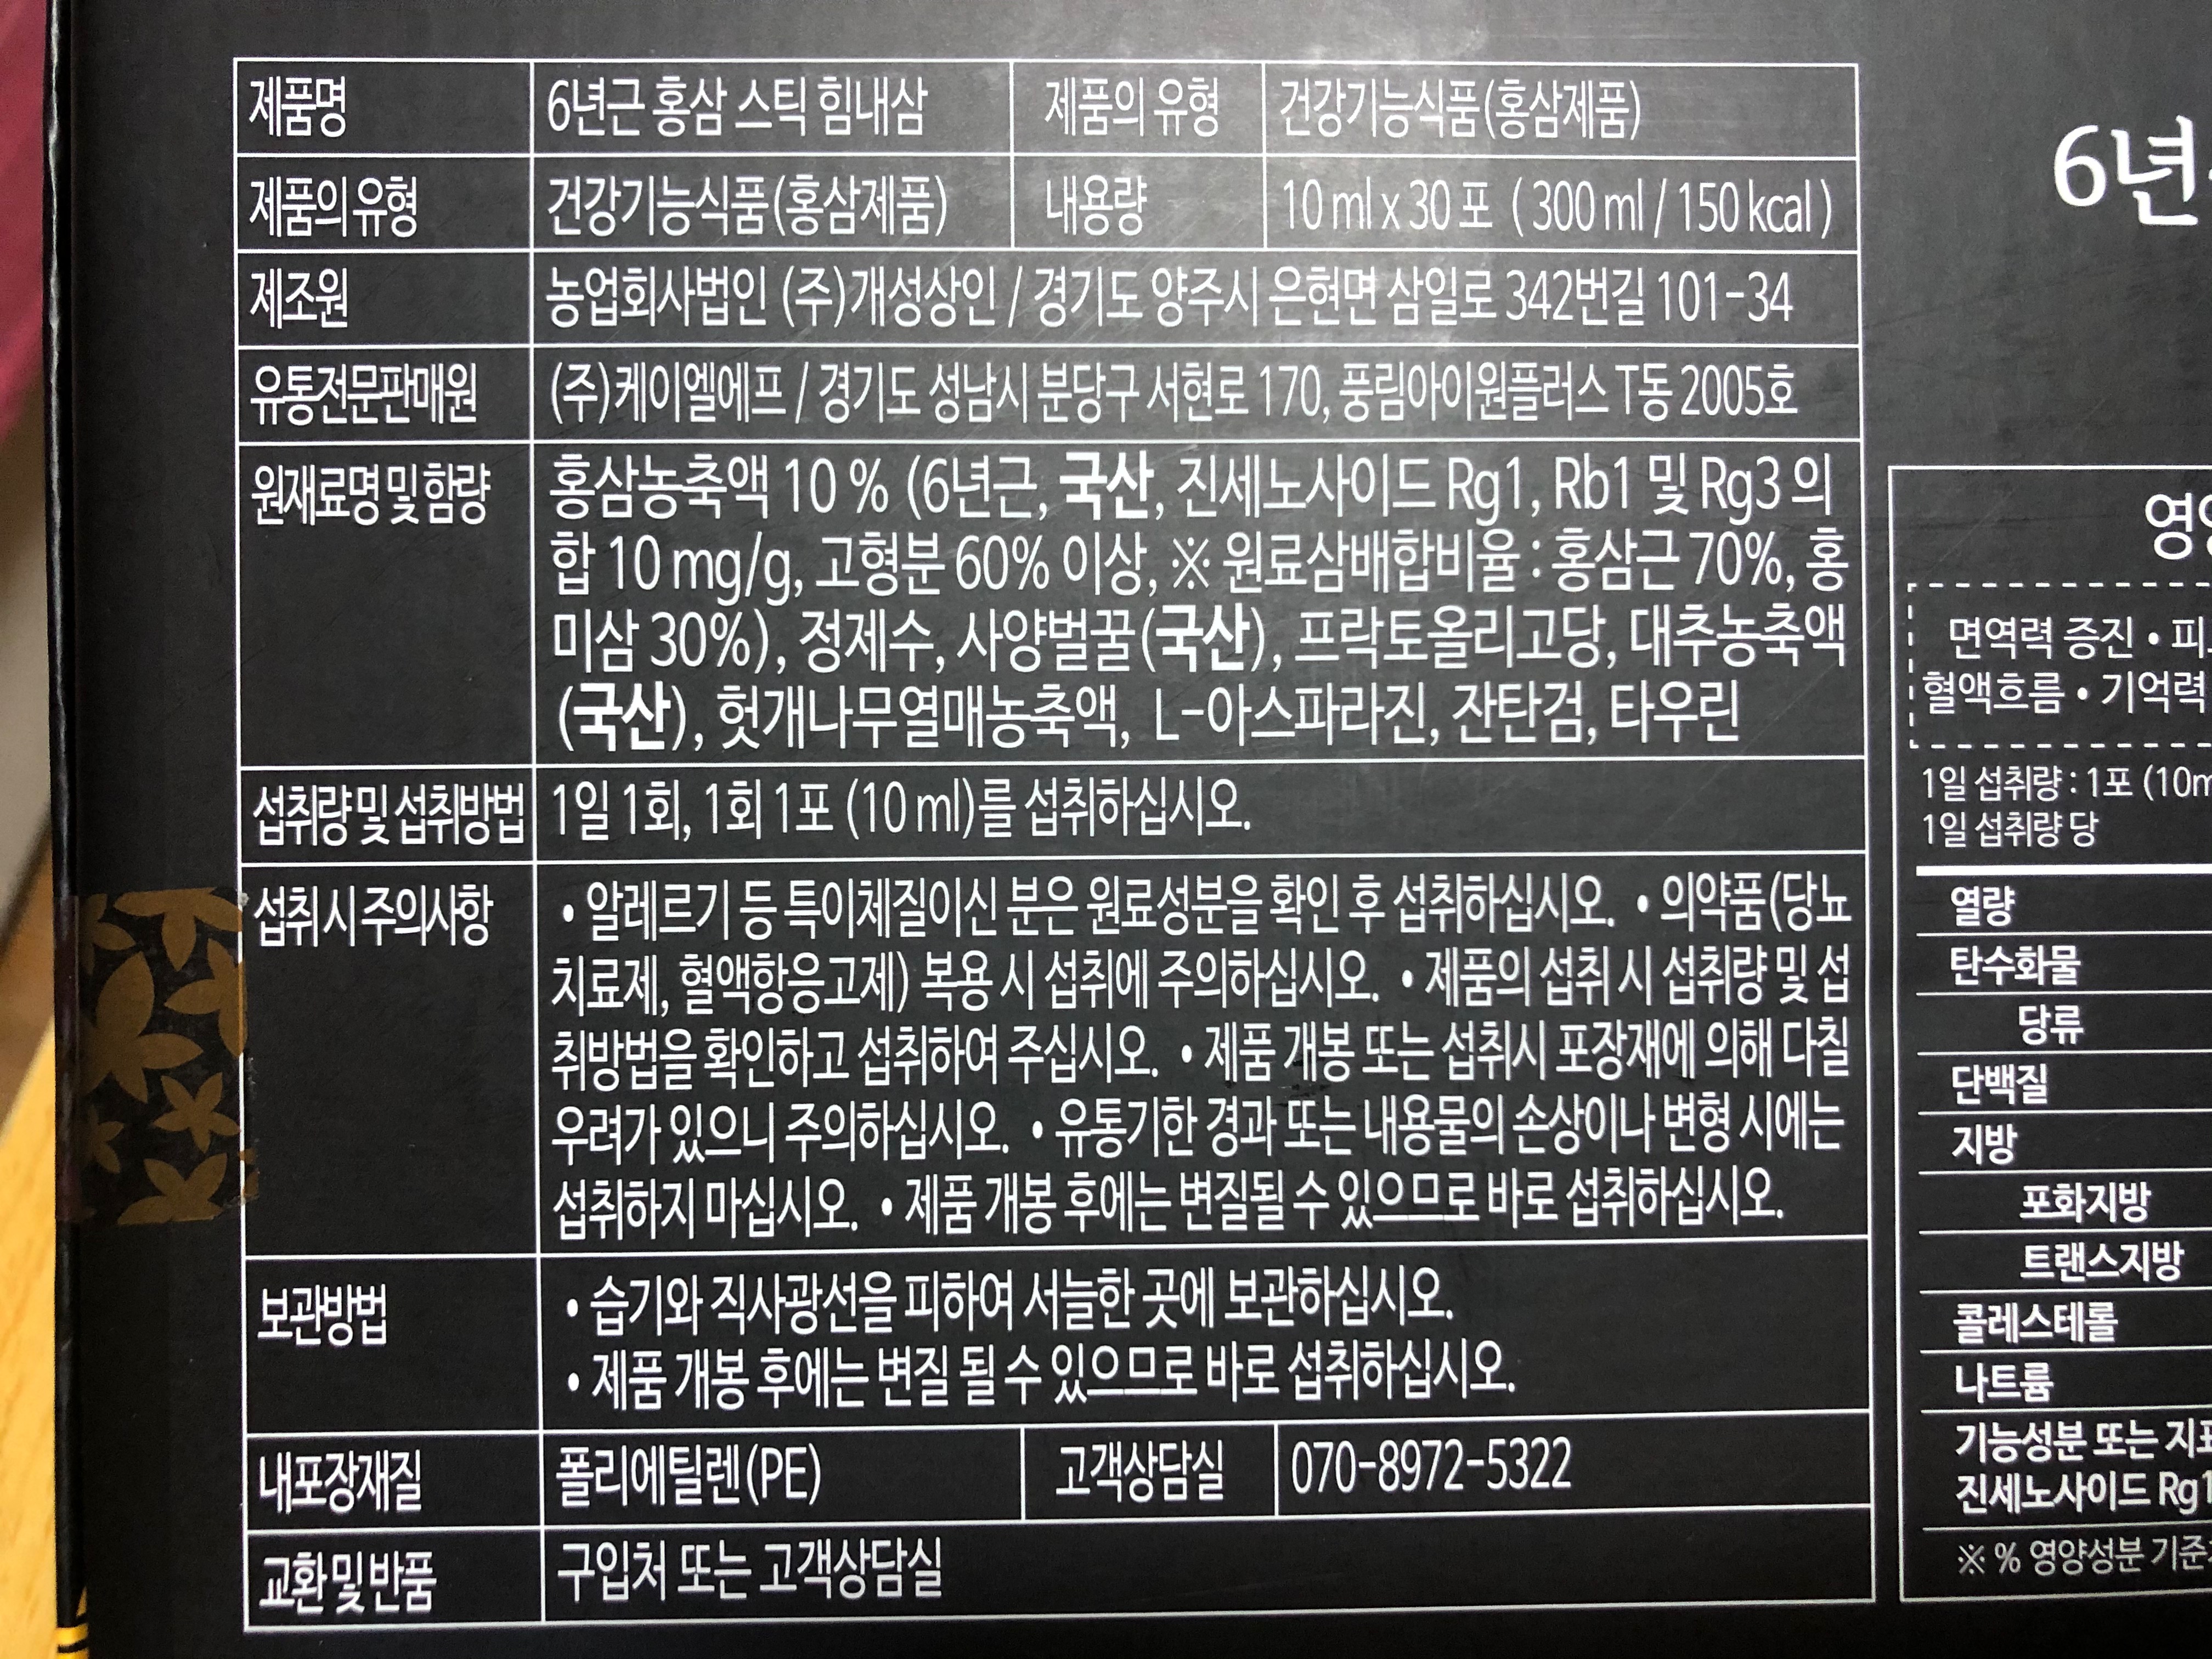 제품명 6년근 홍삼 스틱 힘내삼 제품의 유형 건강기능식품(홍삼제품)
제품의 유형 건강기능식품(홍삼제품) 내용량 10 ml x 30 포 ( 300 ml / 150 kcal )
제조원 농업회사법인 (주)개성상인 / 경기도 양주시 은현면 삼일로 342번길 101-34
유통전문판매원 (주)케이엘에프 / 경기도 성남시 분당구 서현로 170, 풍림아이원플러스 T동 2005호
원재료명 및 함량 홍삼농축액 10 % (6년근, 국산, 진세노사이드 Rg1, Rb1 및 Rg3 의
합 10 mg/g, 고형분 60% 이상, ※ 원료삼배합비율 : 홍삼근 70%, 홍
미삼 30%), 정제수, 사양벌꿀(국산), 프락토올리고당, 대추농축액
(국산), 헛개나무열매농축액, L-아스파라진, 잔탄검, 타우린
섭취량 및 섭취방법 1일 1회, 1회 1포 (10 ml)를 섭취하십시오.
섭취 시 주의사항 • 알레르기 등 특이체질이신 분은 원료성분을 확인 후 섭취하십시오. • 의약품(당뇨
치료제, 혈액항응고제) 복용 시 섭취에 주의하십시오. • 제품의 섭취 시 섭취량 및 섭
취방법을 확인하고 섭취하여 주십시오. • 제품 개봉 또는 섭취시 포장재에 의해 다칠
우려가 있으니 주의하십시오. • 유통기한 경과 또는 내용물의 손상이나 변형 시에는
섭취하지 마십시오. • 제품 개봉 후에는 변질될 수 있으므로 바로 섭취하십시오.
보관방법 • 습기와 직사광선을 피하여 서늘한 곳에 보관하십시오.
• 제품 개봉 후에는 변질 될 수 있으므로 바로 섭취하십시오.
내포장재질 폴리에틸렌(PE) 고객상담실 070-8972-5322
교환 및 반품 구입처 또는 고객상담실
6년
면역력 증진 •
혈액흐름 • 기억력
1일 섭취량 : 1포 (10m
1일 섭취량 당
열량
탄수화물
당류
단백질
지방
포화지방
트랜스지방
콜레스테롤
나트륨
기능성분 또는
진세노사이드 Rg1
※ % 영양성분 기준